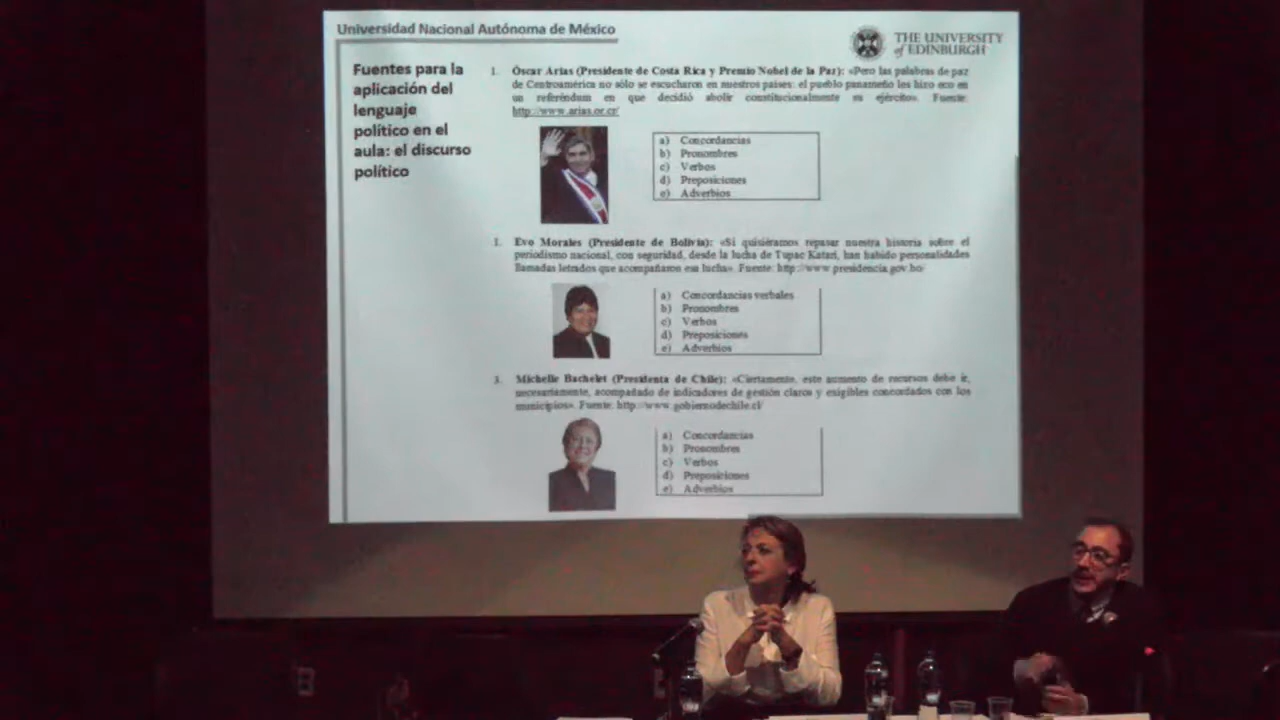 Universidad Nacional Autónoma de México
THE UNIVERSITY
of EDINBURGH
Fuentes para la
aplicación del
lenguaje
político en el
aula: el discurso
político
1. Óscar Arias (Presidente de Costa Rica y Premio Nobel de la Paz): «Pero las palabras de paz
de Centroamérica no sólo se escucharon en nuestros países: el pueblo panameño les hizo eco en
un referéndum en que decidió abolir constitucionalmente su ejército». Fuente:
http://www.arias.or.cr/
a) Concordancias
b) Pronombres
c) Verbos
d) Preposiciones
e) Adverbios
1. Evo Morales (Presidente de Bolivia): «Si quisiéramos repasar nuestra historia sobre el
periodismo nacional, con seguridad, desde la lucha de Tupac Katari, han habido personalidades
llamadas letrados que acompañaron esa lucha». Fuente: http://www.presidencia.gov.bo/
a) Concordancias verbales
b) Pronombres
c) Verbos
d) Preposiciones
e) Adverbios
3. Michelle Bachelet (Presidenta de Chile): «Ciertamente, este aumento de recursos debe ir,
necesariamente, acompañado de indicadores de gestión claros y exigibles concordados con los
municipios». Fuente: http://www.gobiernodechile.cl/
a) Concordancias
b) Pronombres
c) Verbos
d) Preposiciones
e) Adverbios